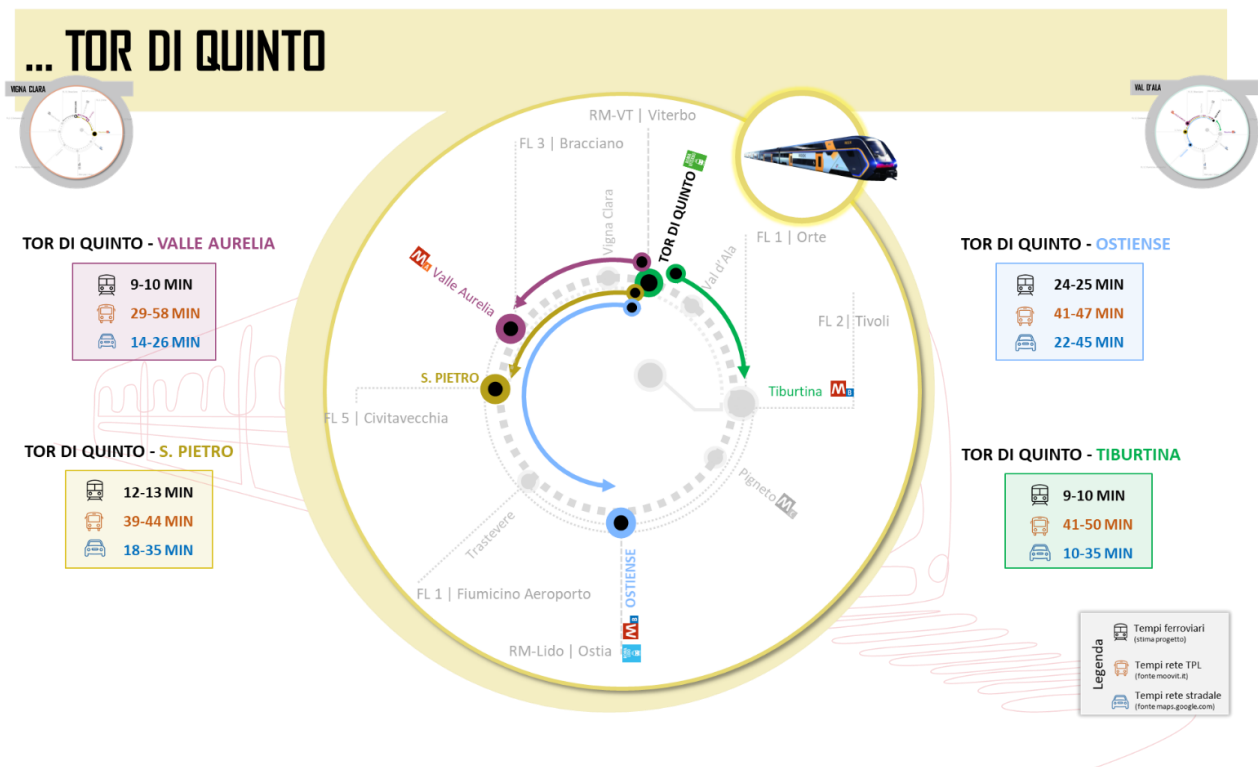 ... TOR DI QUINTO
VIGNA CLARA
VAL D'ALA
RM-VT | Viterbo
FL 3 | Bracciano
Vigna Clara
TOR DI QUINTO
FL 1 | Orte
Val d'Ala
M Valle Aurelia
FL 2 | Tivoli
S. PIETRO
Tiburtina M B
FL 5 | Civitavecchia
Pigneto M
Trastevere
FL 1 | Fiumicino Aeroporto
OSTIENSE
M B
RM-Lido | Ostia
TOR DI QUINTO - VALLE AURELIA
9-10 MIN
29-58 MIN
14-26 MIN
TOR DI QUINTO - S. PIETRO
12-13 MIN
39-44 MIN
18-35 MIN
TOR DI QUINTO - OSTIENSE
24-25 MIN
41-47 MIN
22-45 MIN
TOR DI QUINTO - TIBURTINA
9-10 MIN
41-50 MIN
10-35 MIN
Legenda
Tempi ferroviari
(stima progetto)
Tempi rete TPL
(fonte moovit.it)
Tempi rete stradale
(fonte maps.google.com)